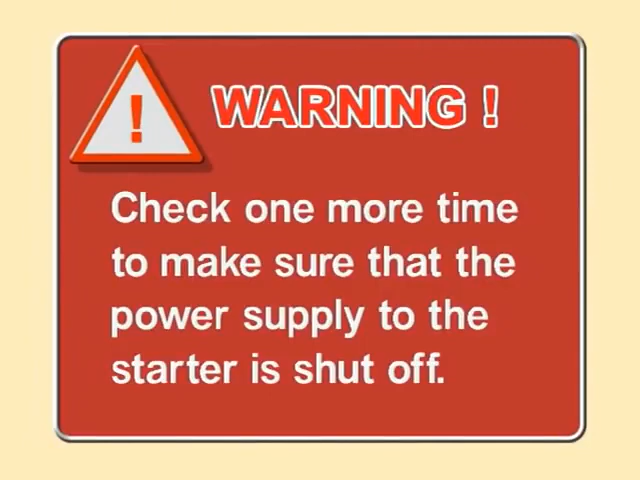 !
WARNING !
Check one more time
to make sure that the
power supply to the
starter is shut off.